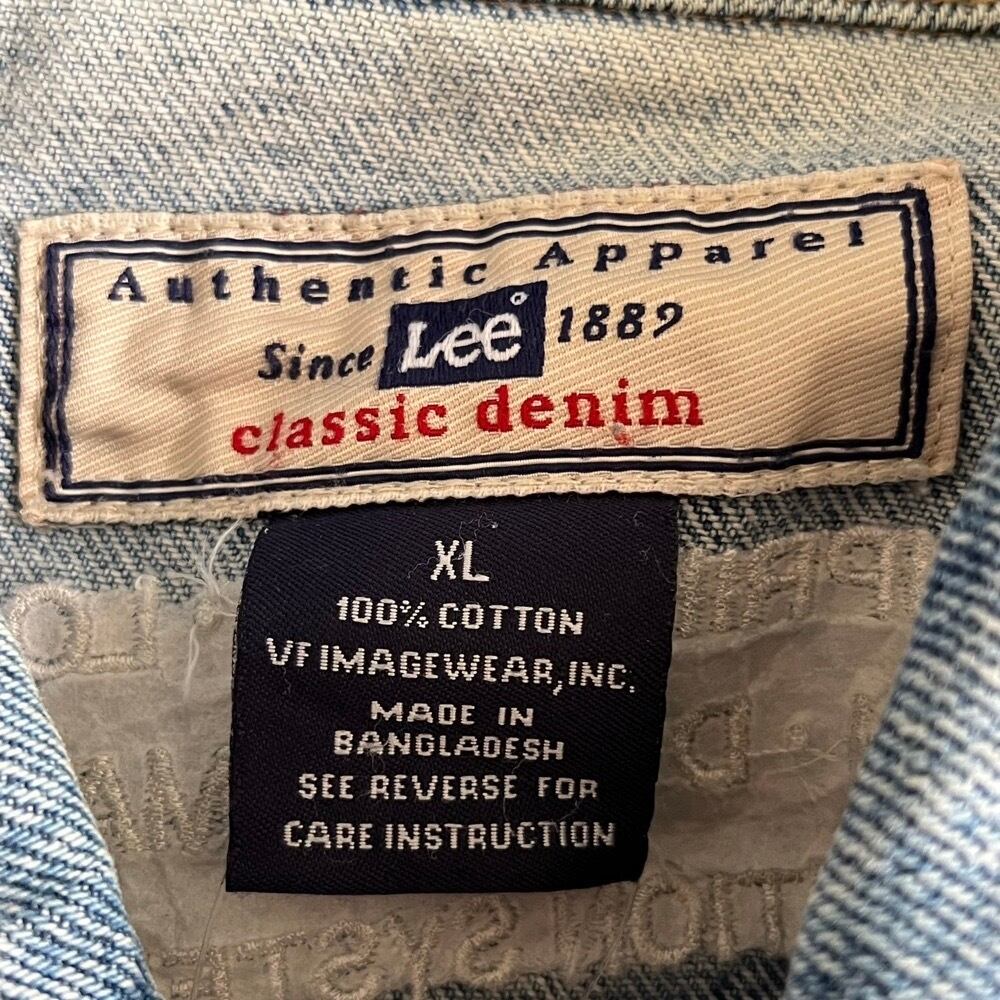 Authentic Apparel
Since Lee 1889
classic denim
XL
100% COTTON
VF IMAGEWEAR, INC.
MADE IN
BANGLADESH
SEE REVERSE FOR
CARE INSTRUCTION